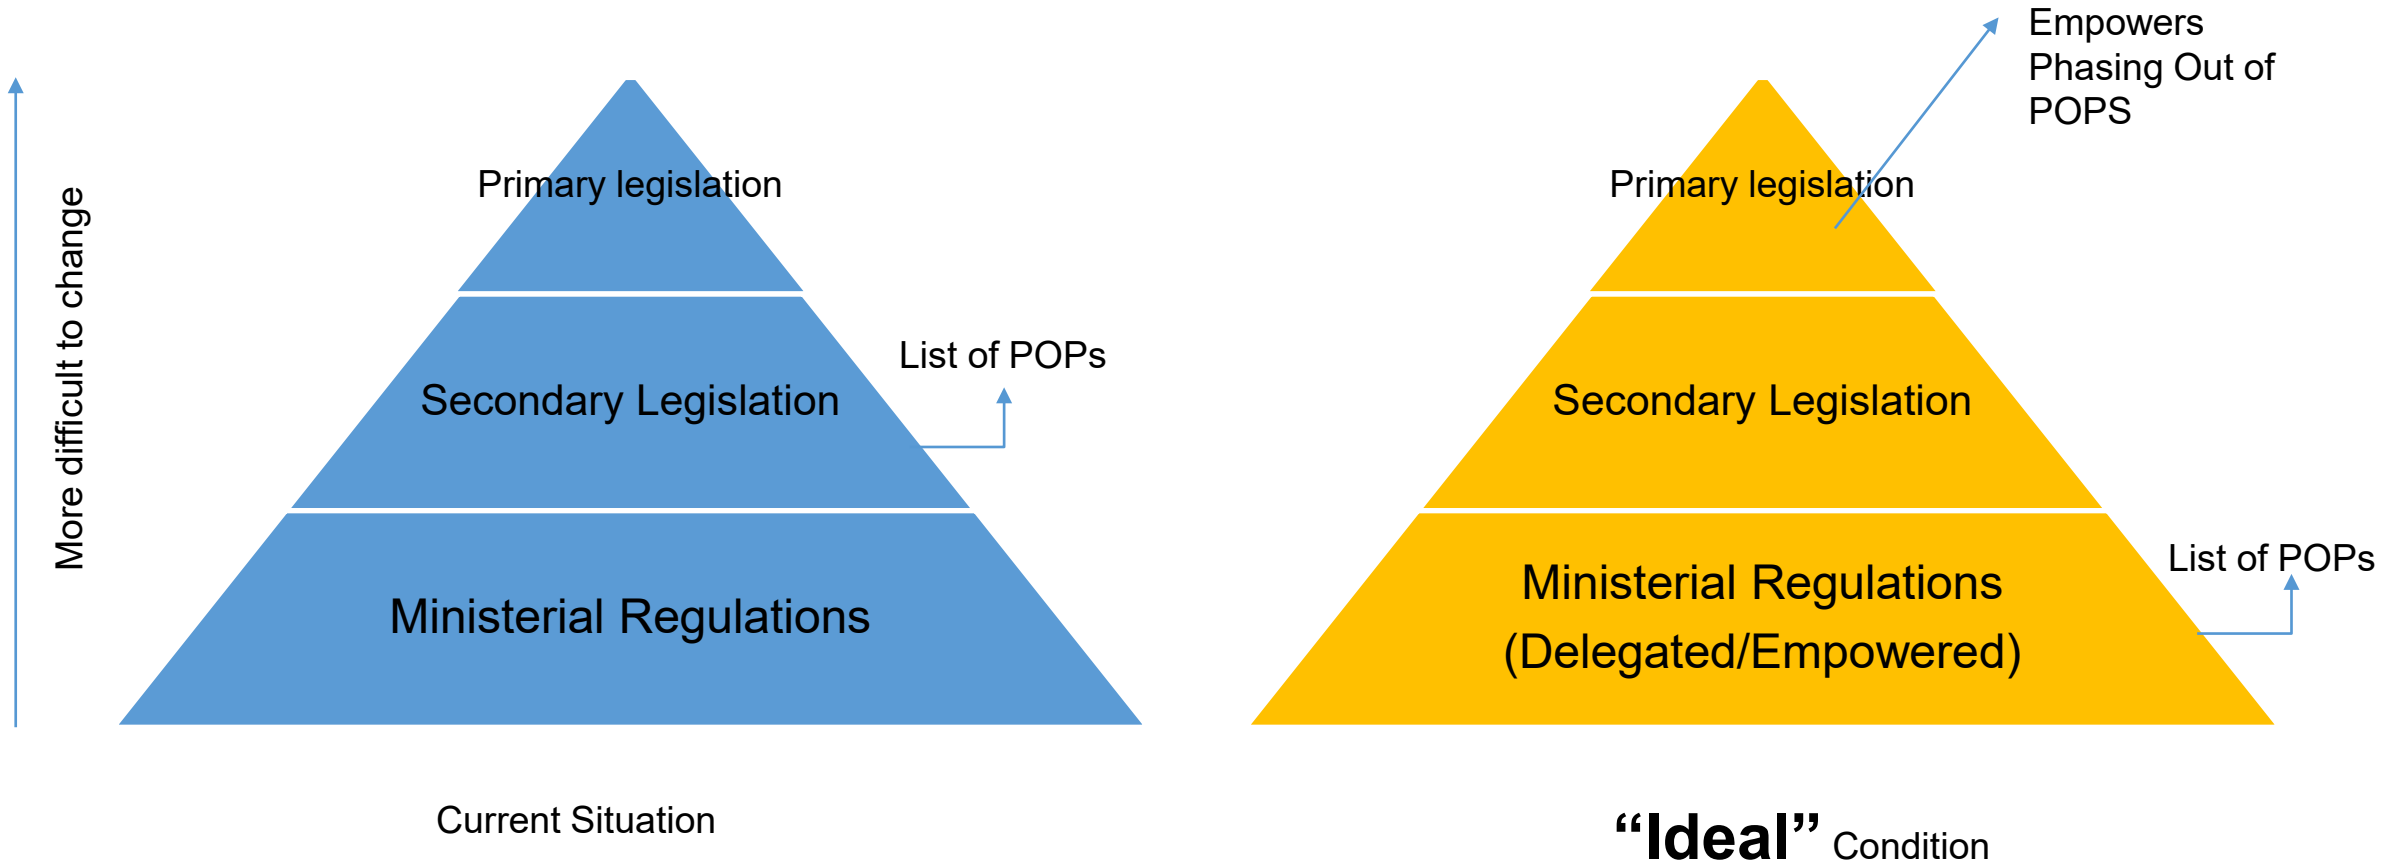 More difficult to change
Primary legislation
Secondary Legislation
Ministerial Regulations
List of POPs
Current Situation
Empowers
Phasing Out of
POPS
Primary legislation
Secondary Legislation
Ministerial Regulations
(Delegated/Empowered)
List of POPs
“Ideal” Condition